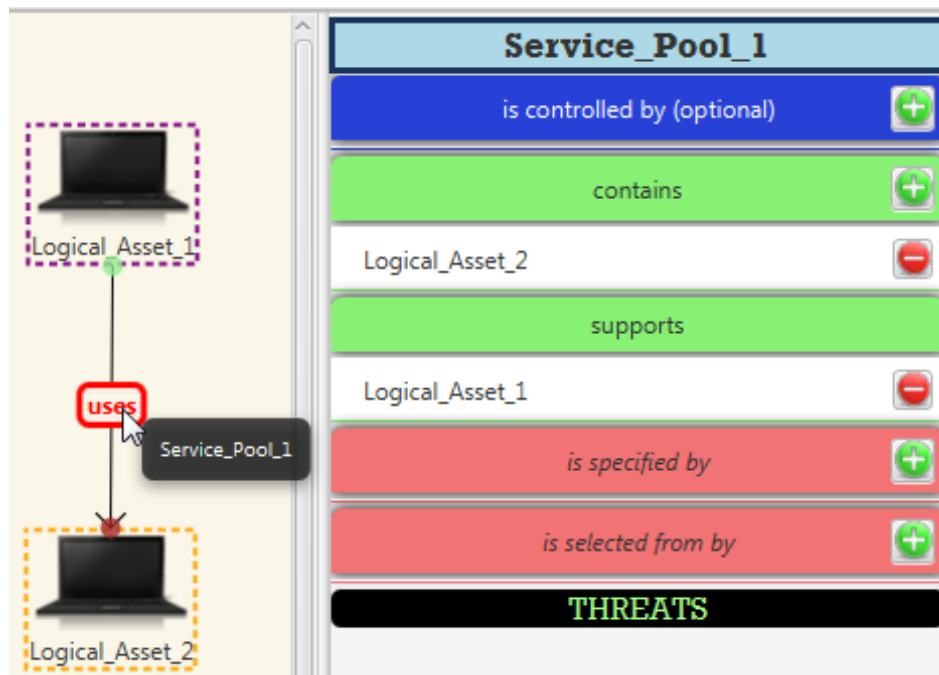 Logical_Asset_1
uses
Service_Pool_1
Logical_Asset_2
Service_Pool_1
is controlled by (optional)
contains
Logical_Asset_2
supports
Logical_Asset_1
is specified by
is selected from by
THREATS